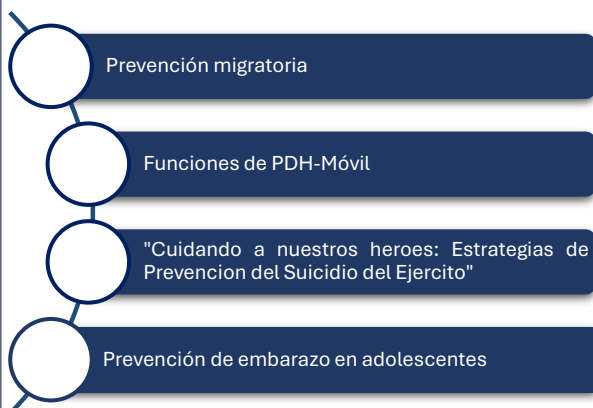 Prevención migratoria
Funciones de PDH-Móvil
"Cuidando a nuestros heroes: Estrategias de
Prevencion del Suicidio del Ejercito"
Prevención de embarazo en adolescentes